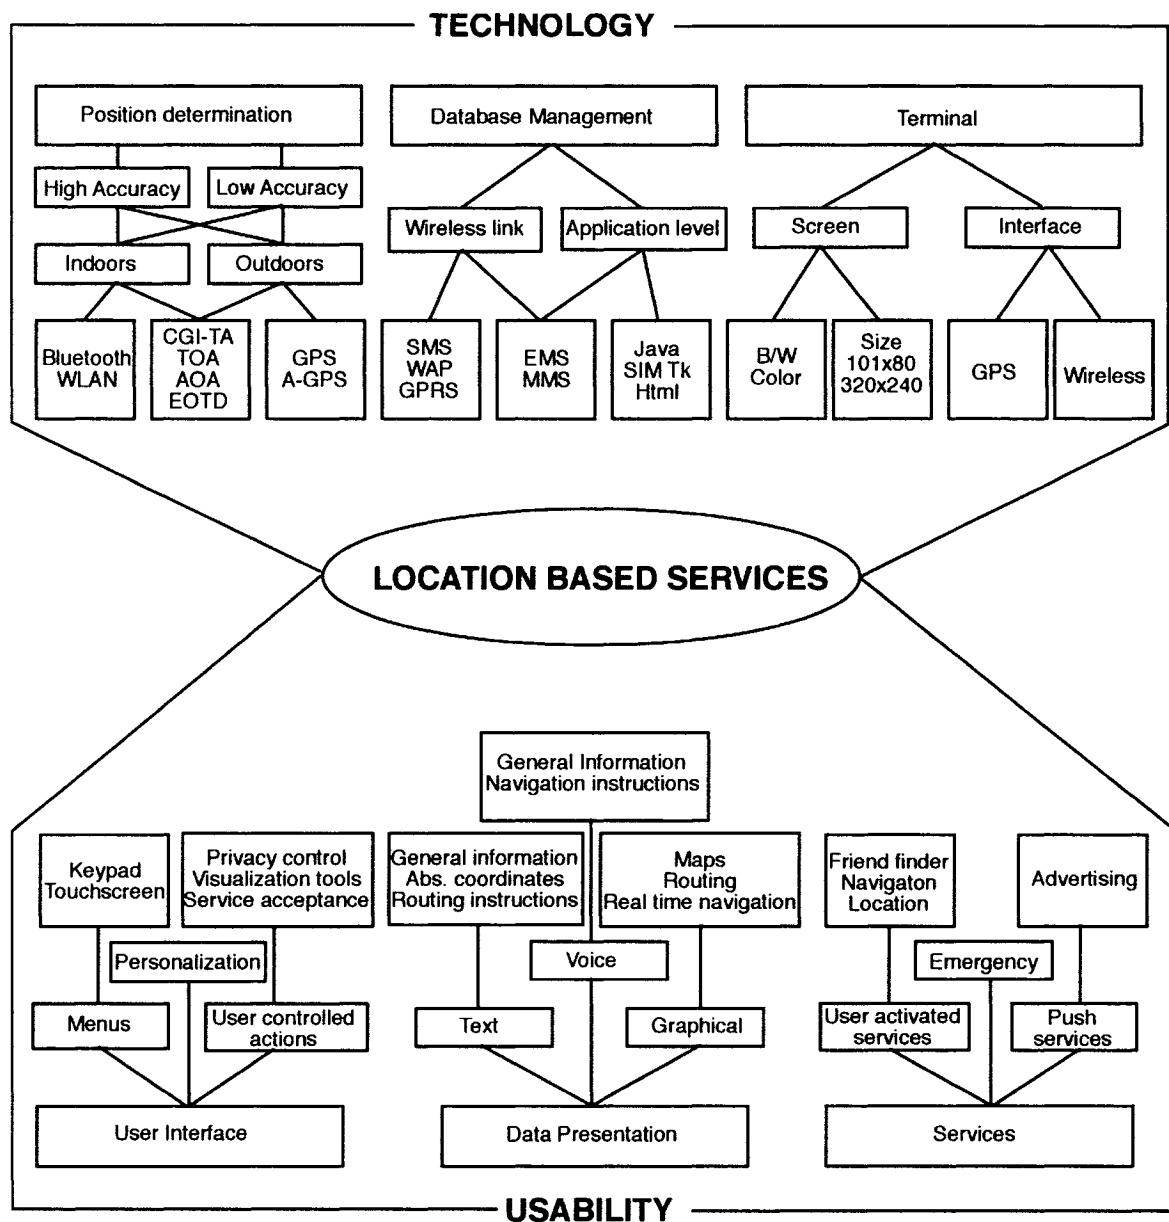 TECHNOLOGY
Position determination
Database Management
Terminal
High Accuracy
Low Accuracy
Wireless link
Application level
Screen
Interface
Indoors
Outdoors
Bluetooth
WLAN
CGI-TA
TOA
AOA
EOTD
GPS
A-GPS
SMS
WAP
GPRS
EMS
MMS
Java
SIM Tk
Html
B/W
Color
Size
101x80
320x240
GPS
Wireless
LOCATION BASED SERVICES
General Information
Navigation instructions
Keypad
Touchscreen
Privacy control
Visualization tools
Service acceptance
General information
Abs. coordinates
Routing instructions
Maps
Routing
Real time navigation
Friend finder
Navigaton
Location
Advertising
Personalization
Voice
Emergency
Menus
User controlled
actions
Text
Graphical
User activated
services
Push
services
User Interface
Data Presentation
Services
USABILITY